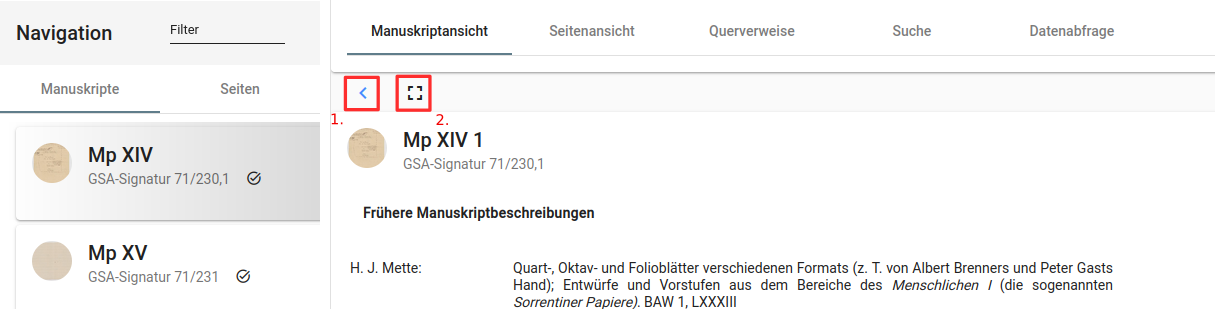 Navigation
Filter
Manuskripte
Seiten
Mp XIV
GSA-Signatur 71/230,1
Mp XV
GSA-Signatur 71/231
Manuskriptansicht
Seitenansicht
Querverweise
Suche
Datenabfrage
1.
2.
Mp XIV 1
GSA-Signatur 71/230,1
Frühere Manuskriptbeschreibungen
H. J. Mette:
Quart-, Oktav- und Folioblätter verschiedenen Formats (z. T. von Albert Brenners und Peter Gasts
Hand); Entwürfe und Vorstufen aus dem Bereiche des Menschlichen I (die sogenannten
Sorrentiner Papiere). BAW 1, LXXXIII